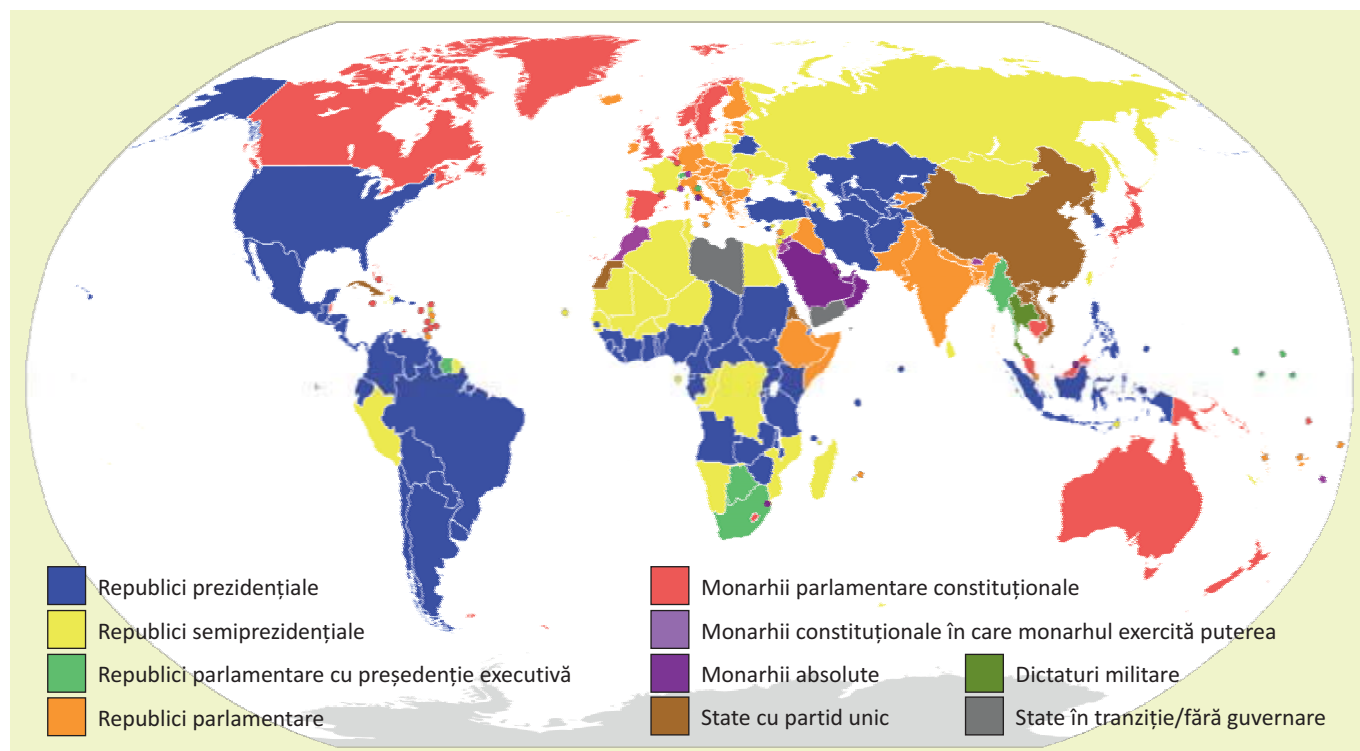 Republici prezidențiale
Republici semiprezidențiale
Republici parlamentare cu președenție executivă
Republici parlamentare
Monarhii parlamentare constituționale
Monarhii constituționale în care monarhul exercită puterea
Monarhii absolute
State cu partid unic
Dictaturi militare
State în tranziție/fără guvernare